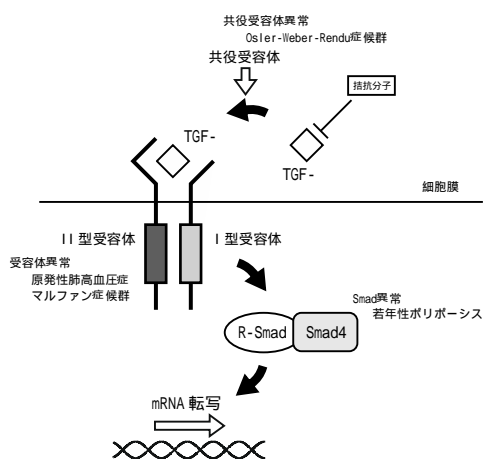 共役受容体異常
Osler-Weber-Rendu症候群
共役受容体
拮抗分子
TGF-
TGF-
細胞膜
II型受容体
I型受容体
受容体異常
原発性肺高血圧症
マルファン症候群
Smad異常
若年性ポリポーシス
R-Smad
Smad4
mRNA 転写